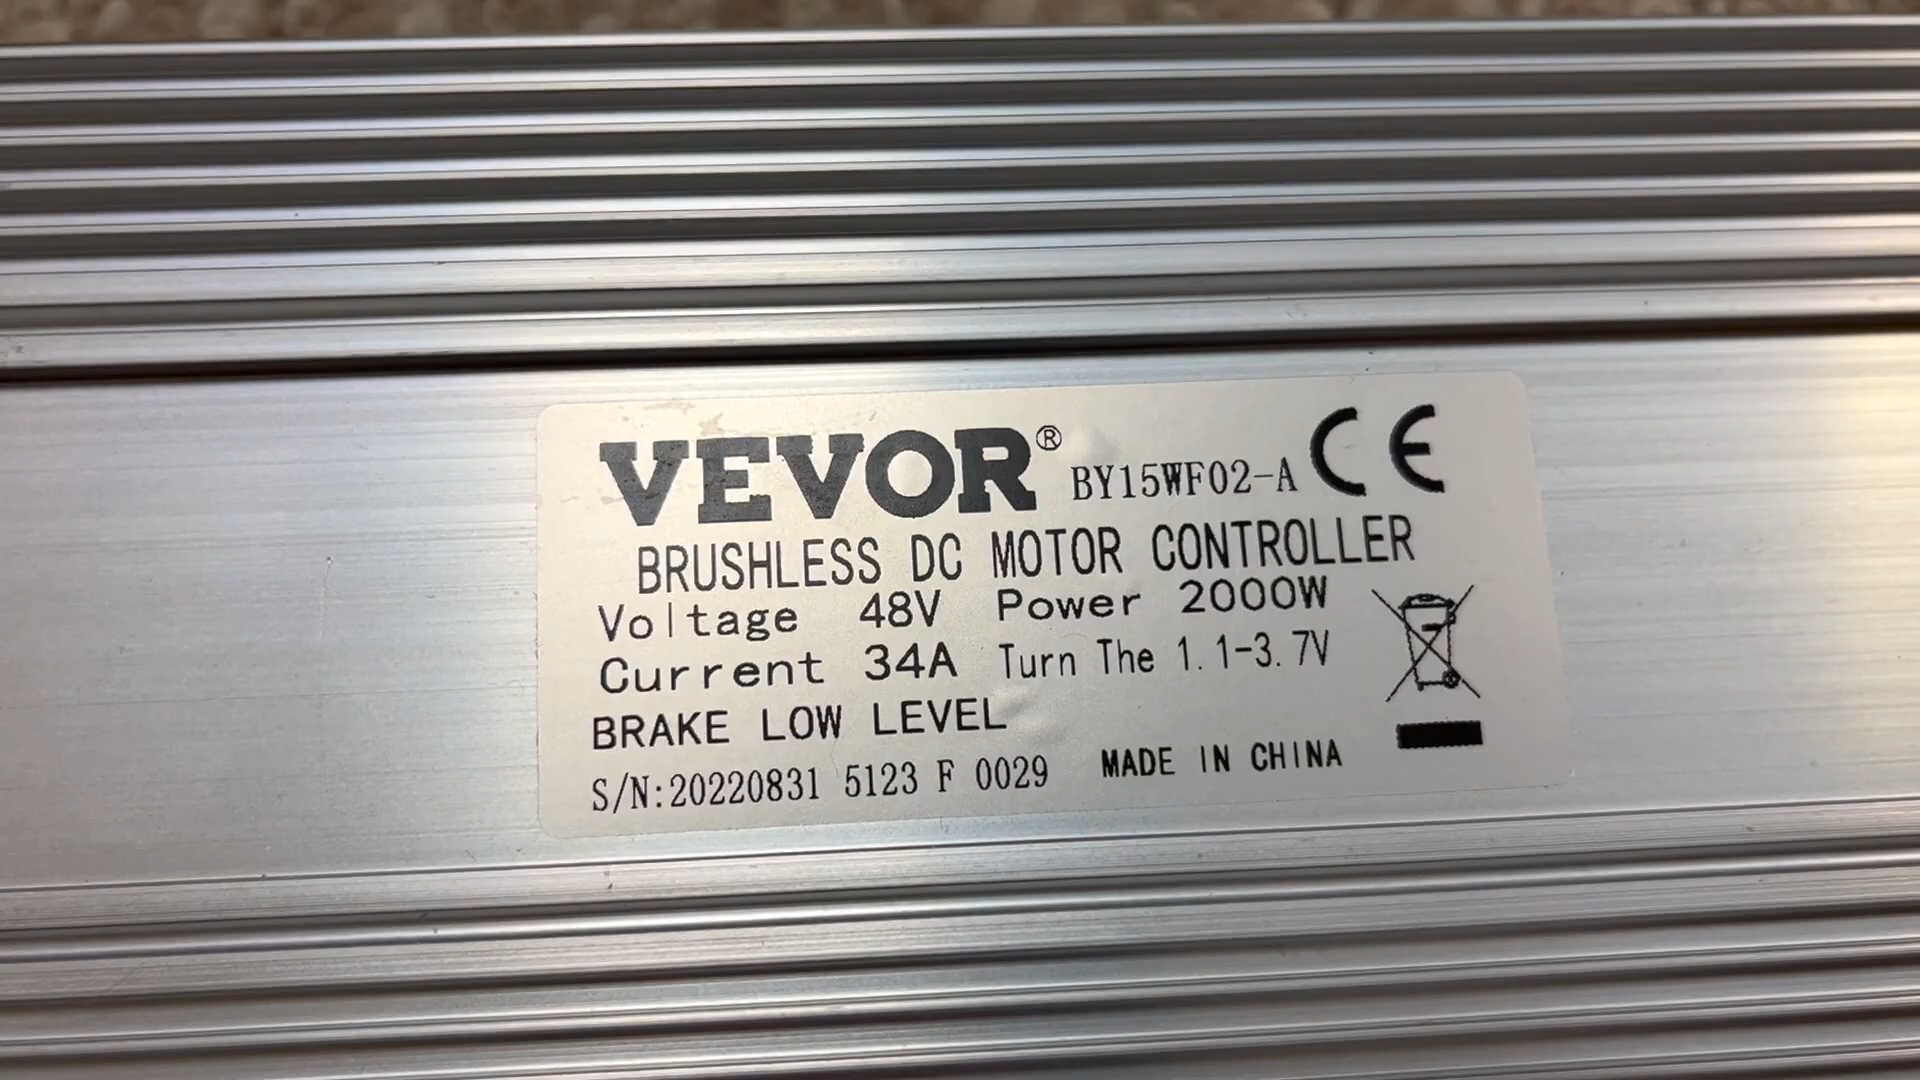 VEVOR® BY15WF02-A CE
BRUSHLESS DC MOTOR CONTROLLER
Voltage 48V Power 2000W
Current 34A Turn The 1.1-3.7V
BRAKE LOW LEVEL
S/N:20220831 5123 F 0029 MADE IN CHINA